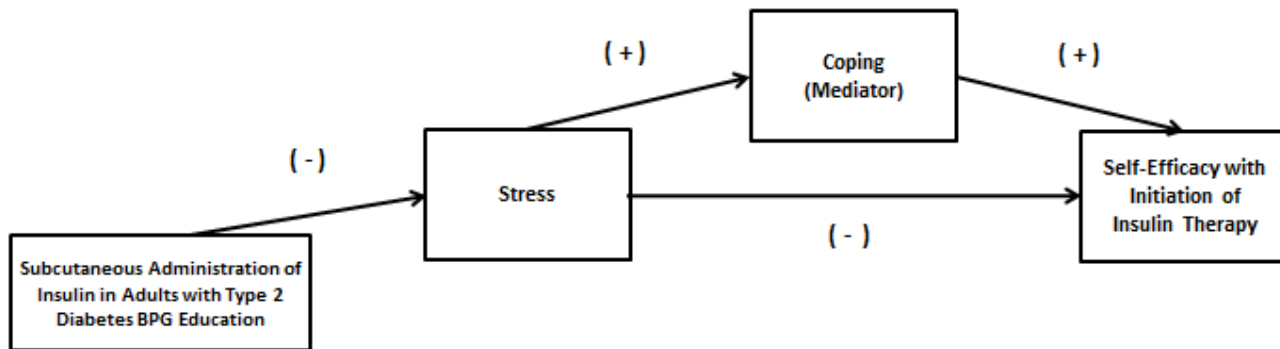 ( + )
Coping
(Mediator)
( + )
( - )
Stress
Self-Efficacy with
Initiation of
Insulin Therapy
( - )
Subcutaneous Administration of
Insulin in Adults with Type 2
Diabetes BPG Education